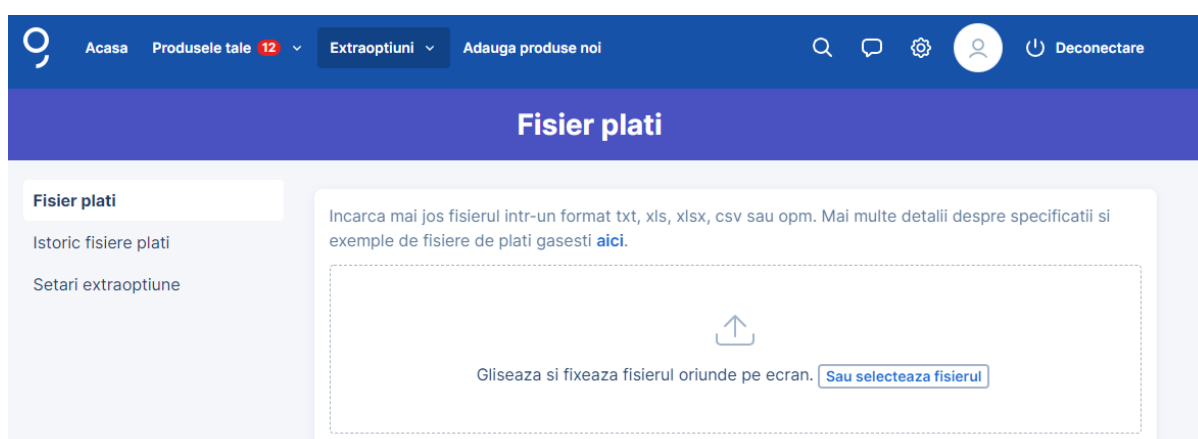 Acasa Produsele tale 12 Extraoptiuni Adauga produse noi Deconectare
Fisier plati
Fisier plati
Istoric fisiere plati
Setari extraoptiune
Incarca mai jos fisierul intr-un format txt, xls, xlsx, csv sau opm. Mai multe detalii despre specificatii si
exemple de fisiere de plati gasesti aici.
Gliseaza si fixeaza fisierul oriunde pe ecran. Sau selecteaza fisierul